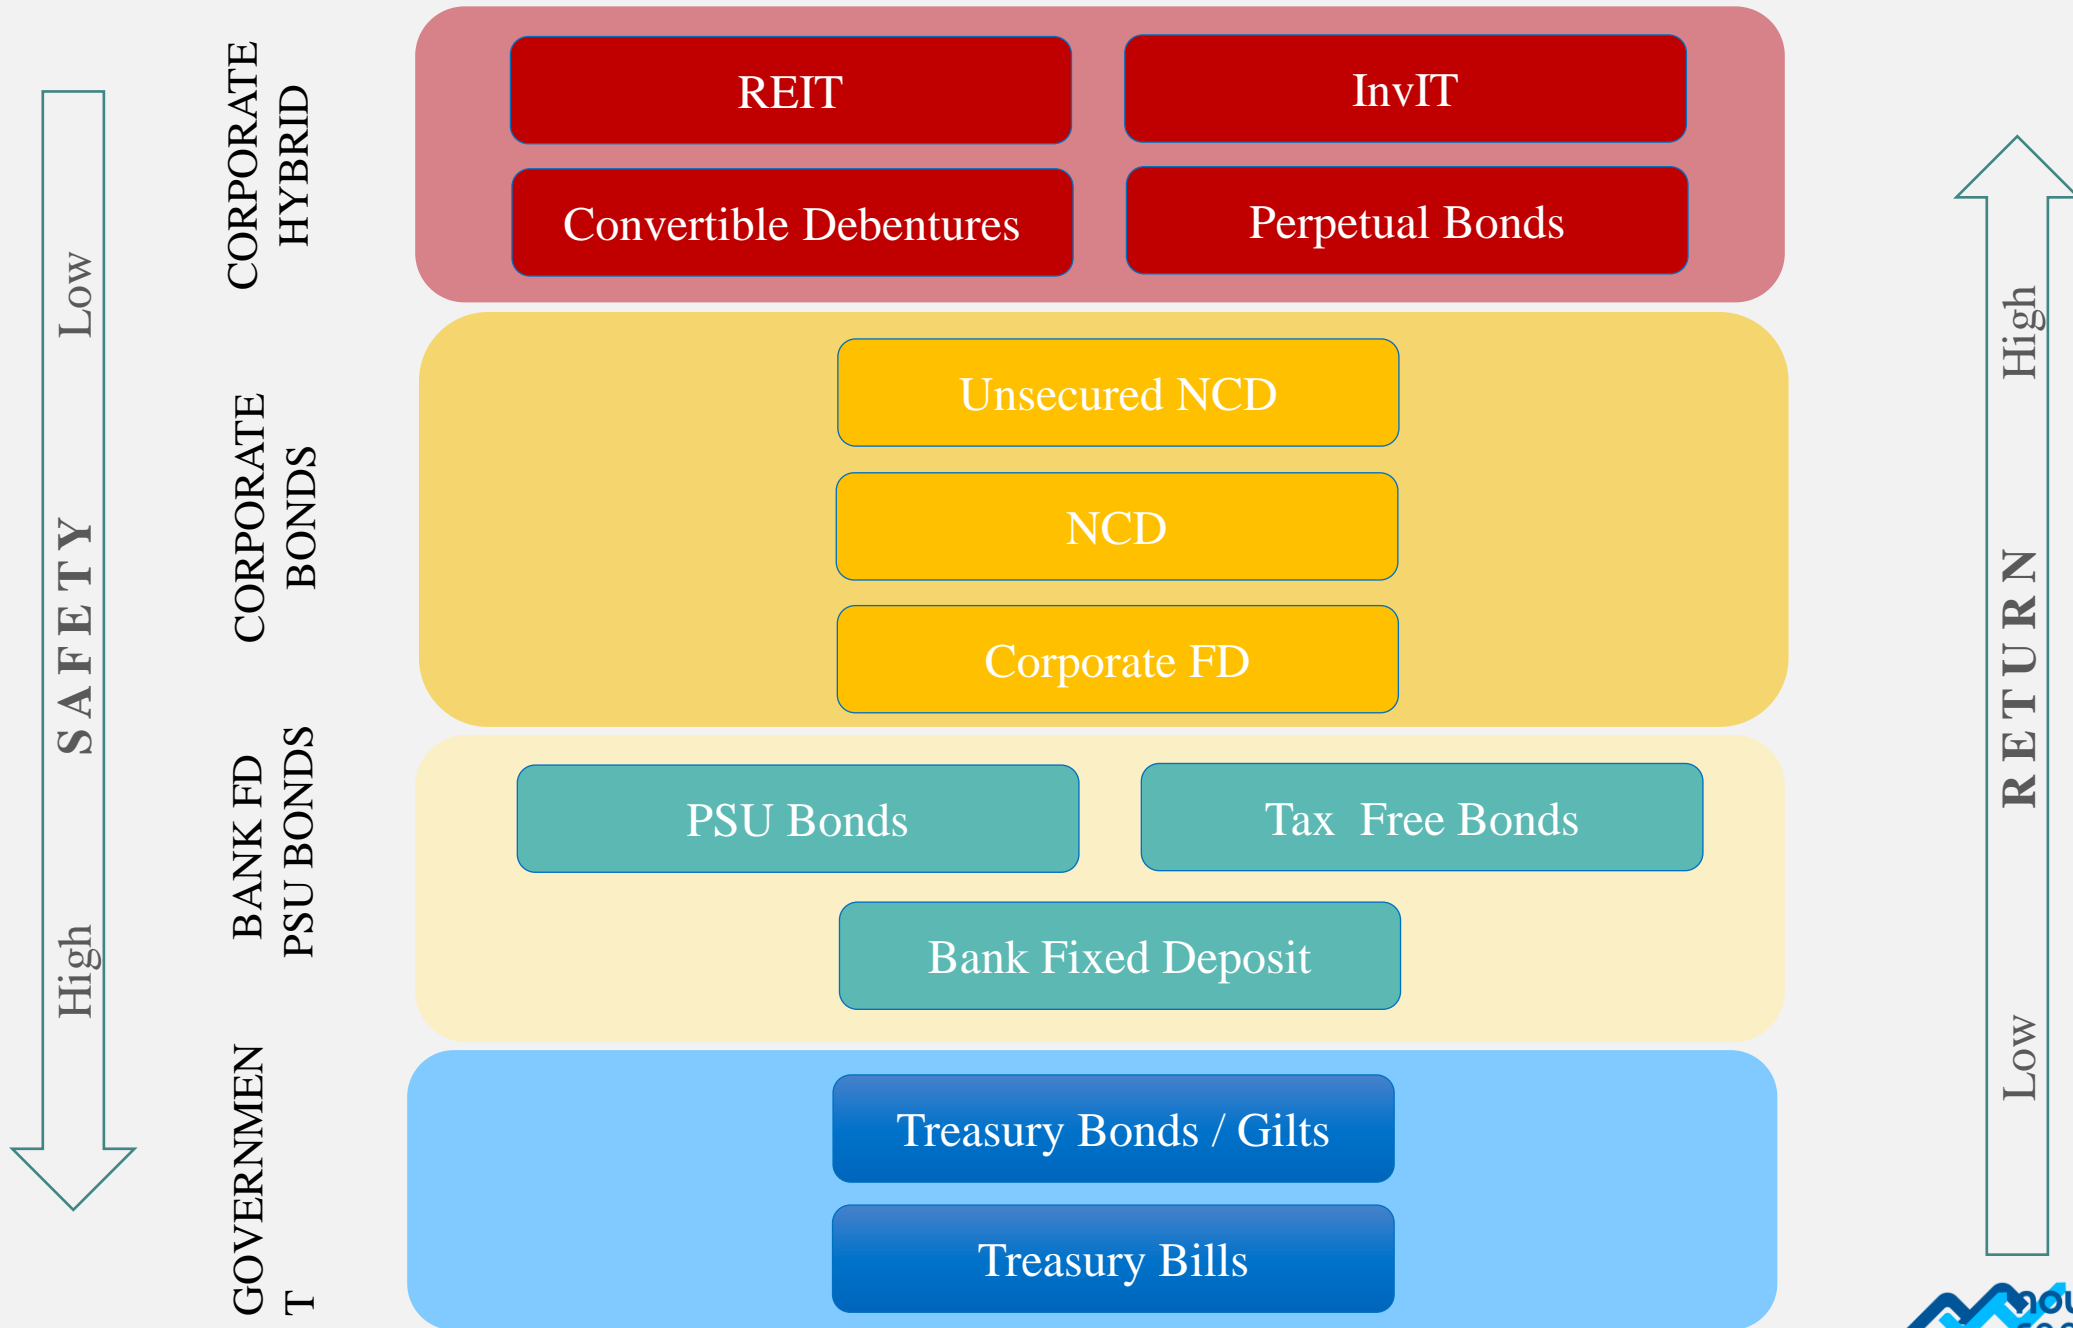 CORPORATE
HYBRID
REIT
InvIT
Convertible Debentures
Perpetual Bonds
Low
High
CORPORATE
BONDS
Unsecured NCD
NCD
Corporate FD
SAFETY
RETURN
BANK FD
PSU BONDS
PSU Bonds
Tax Free Bonds
Bank Fixed Deposit
High
Low
GOVERNMEN
T
Treasury Bonds / Gilts
Treasury Bills